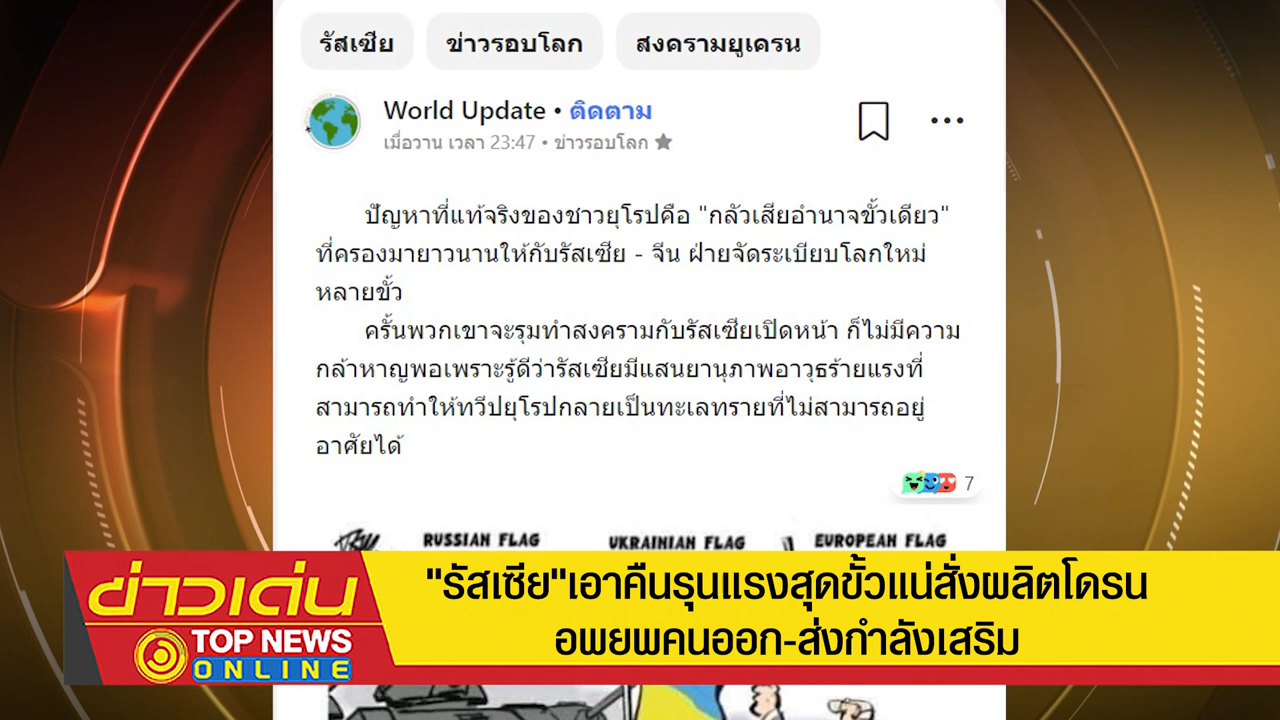 รัสเซีย ข่าวรอบโลก สงครามยูเครน
World Update • ติดตาม
เมื่อวาน เวลา 23:47 • ข่าวรอบโลก
ปัญหาที่แท้จริงของชาวยุโรปคือ "กลัวเสียอำนาจขั้วเดียว"
ที่ครองมายาวนานให้กับรัสเซีย - จีน ฝ่ายจัดระเบียบโลกใหม่
หลายขั้ว
ครั้นพวกเขาจะรุมทำสงครามกับรัสเซียเปิดหน้า ก็ไม่มีความ
กล้าหาญพอเพราะรู้ดีว่ารัสเซียมีแสนยานุภาพอาวุธร้ายแรงที่
สามารถทำให้ทวีปยุโรปกลายเป็นทะเลทรายที่ไม่สามารถอยู่
อาศัยได้
7
RUSSIAN FLAG UKRAINIAN FLAG EUROPEAN FLAG
ข่าวเด่น
TOP NEWS
ONLINE
"รัสเซีย"เอาคืนรุนแรงสุดขั้วแน่สั่งผลิตโดรน
อพยพคนออก-ส่งกำลังเสริม